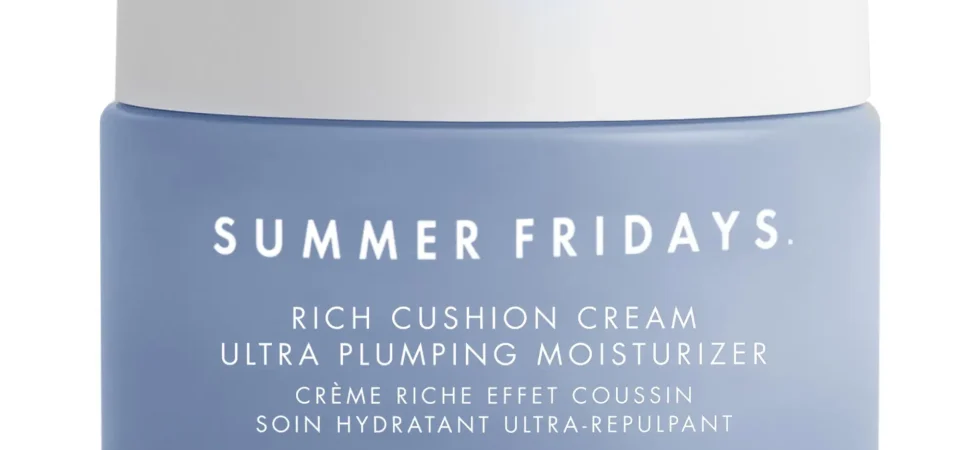 SUMMER FRIDAYS.
RICH CUSHION CREAM
ULTRA PLUMPING MOISTURIZER
CRÈME RICHE EFFET COUSSIN
SOIN HYDRATANT ULTRA-REPULPANT